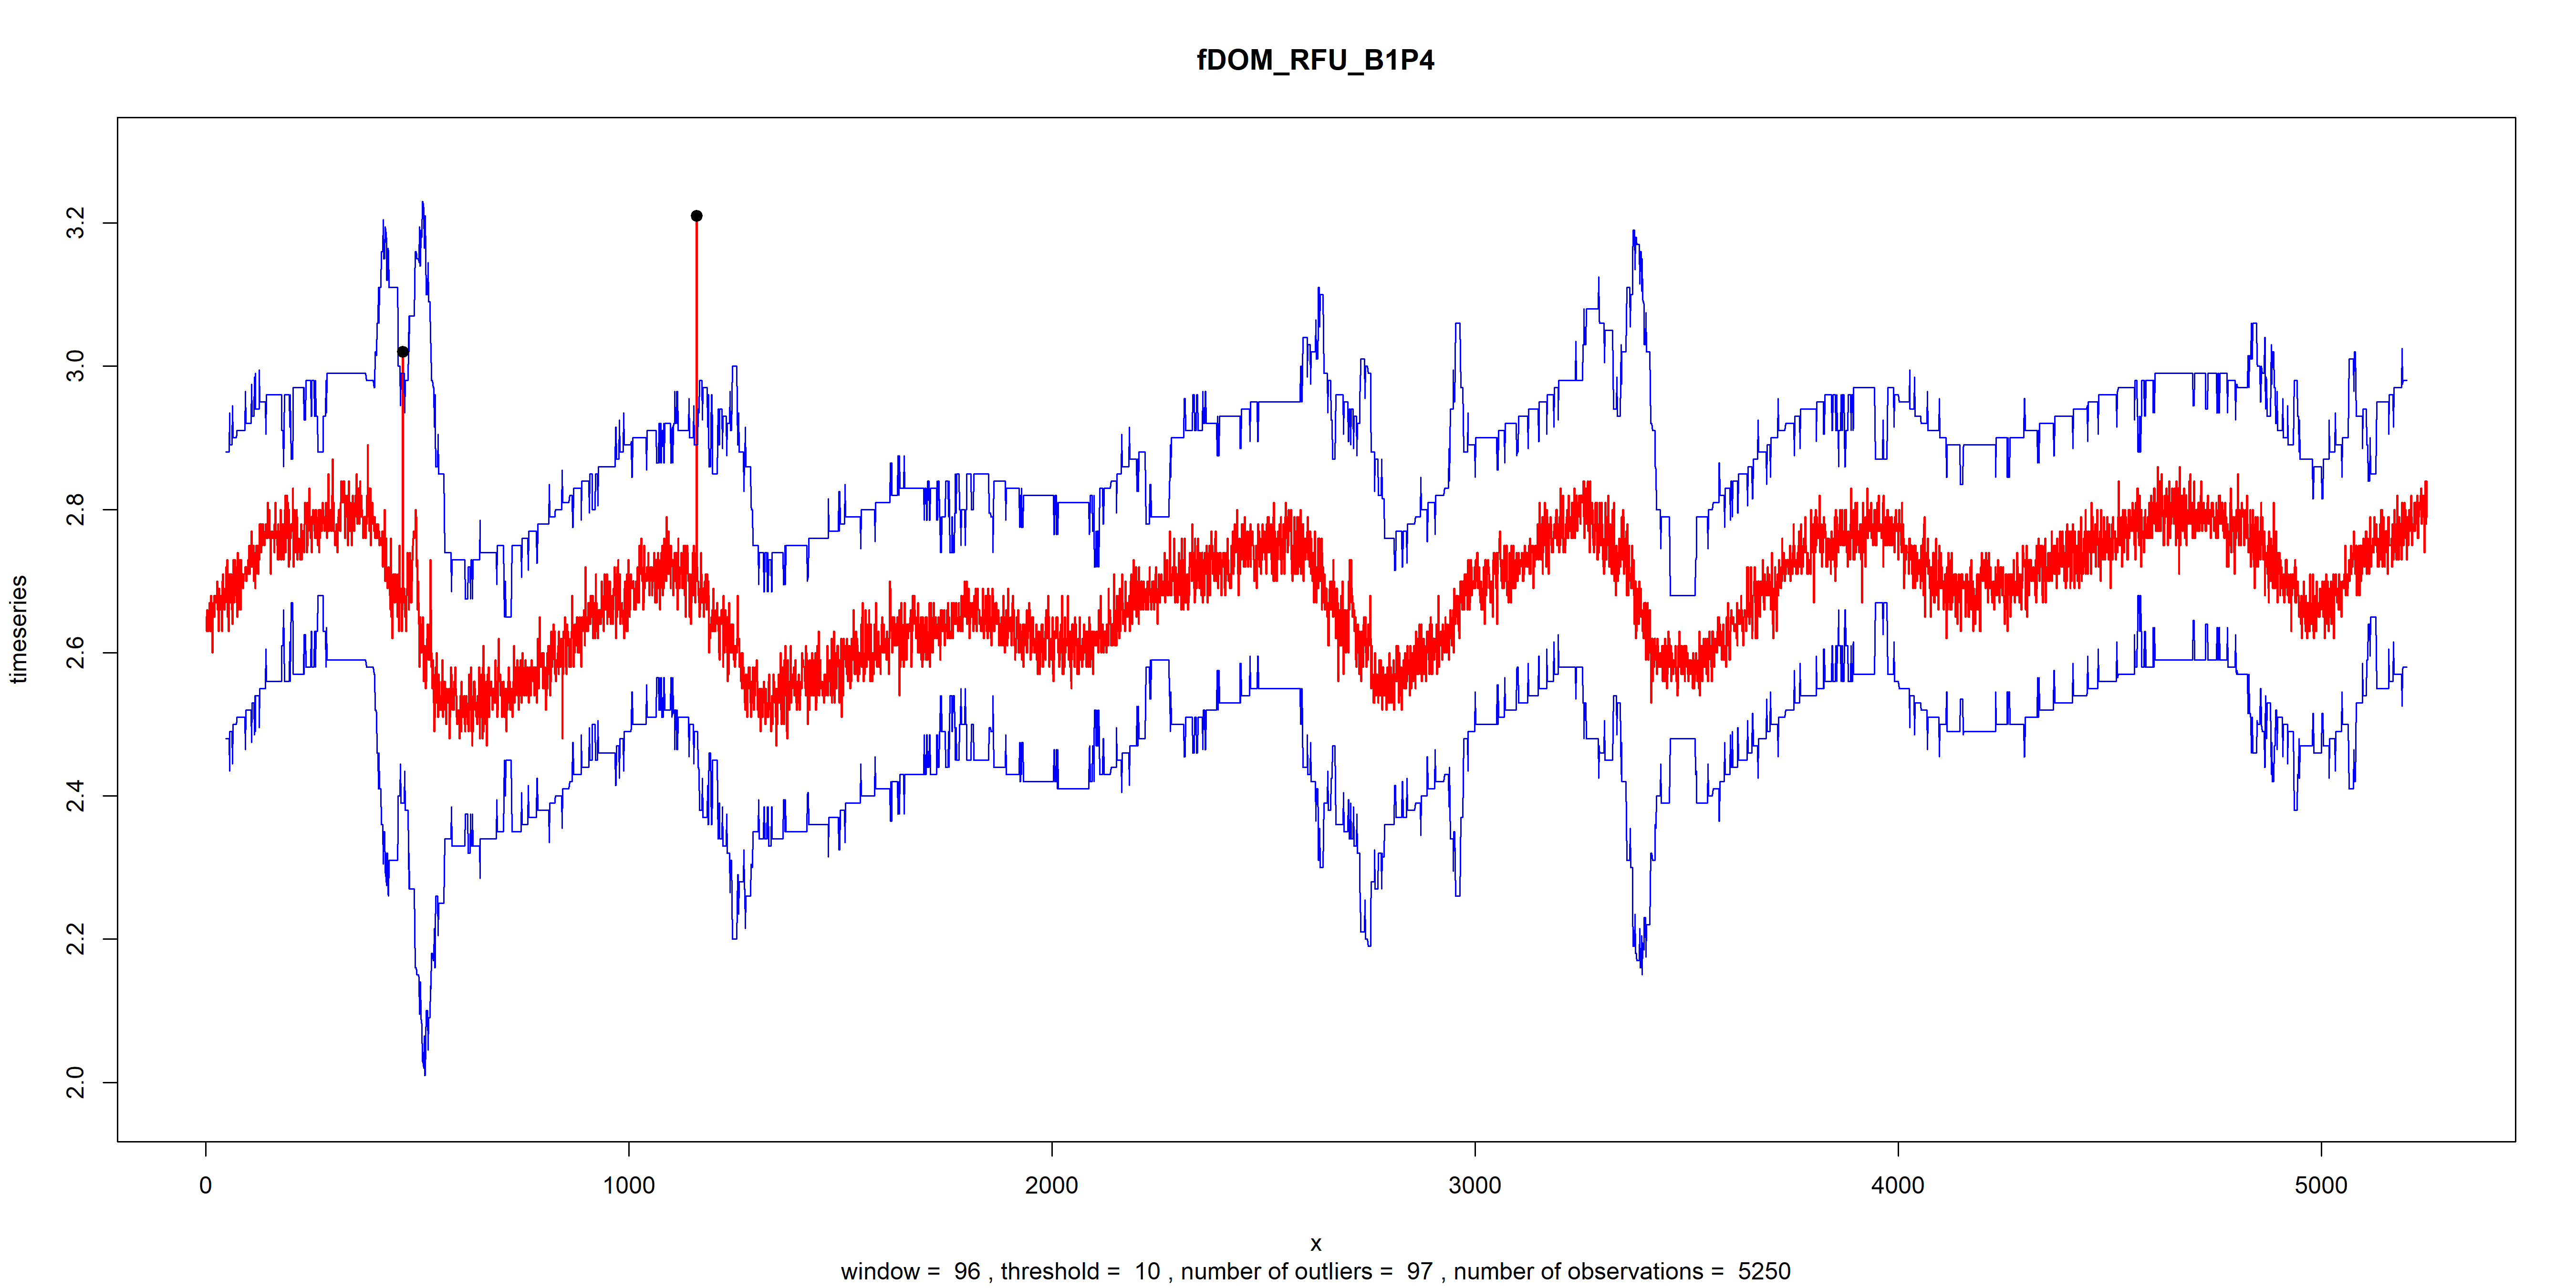 fDOM_RFU_B1P4
timeseries
3.2
3.0
2.8
2.6
2.4
2.2
2.0
0 1000 2000 3000 4000 5000
x
window = 96 , threshold = 10 , number of outliers = 97 , number of observations = 5250